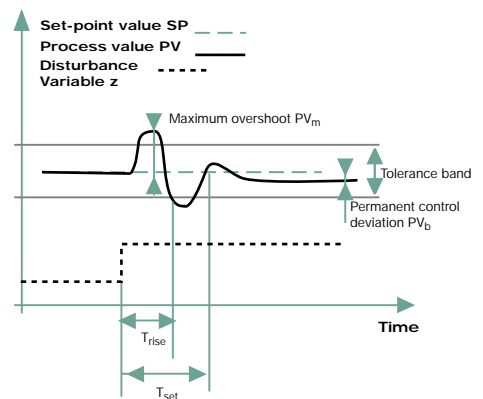 Set-point value SP
Process value PV
Disturbance
Variable z
Maximum overshoot PVm
Tolerance band
Permanent control
deviation PVb
Time
Trise
Tset